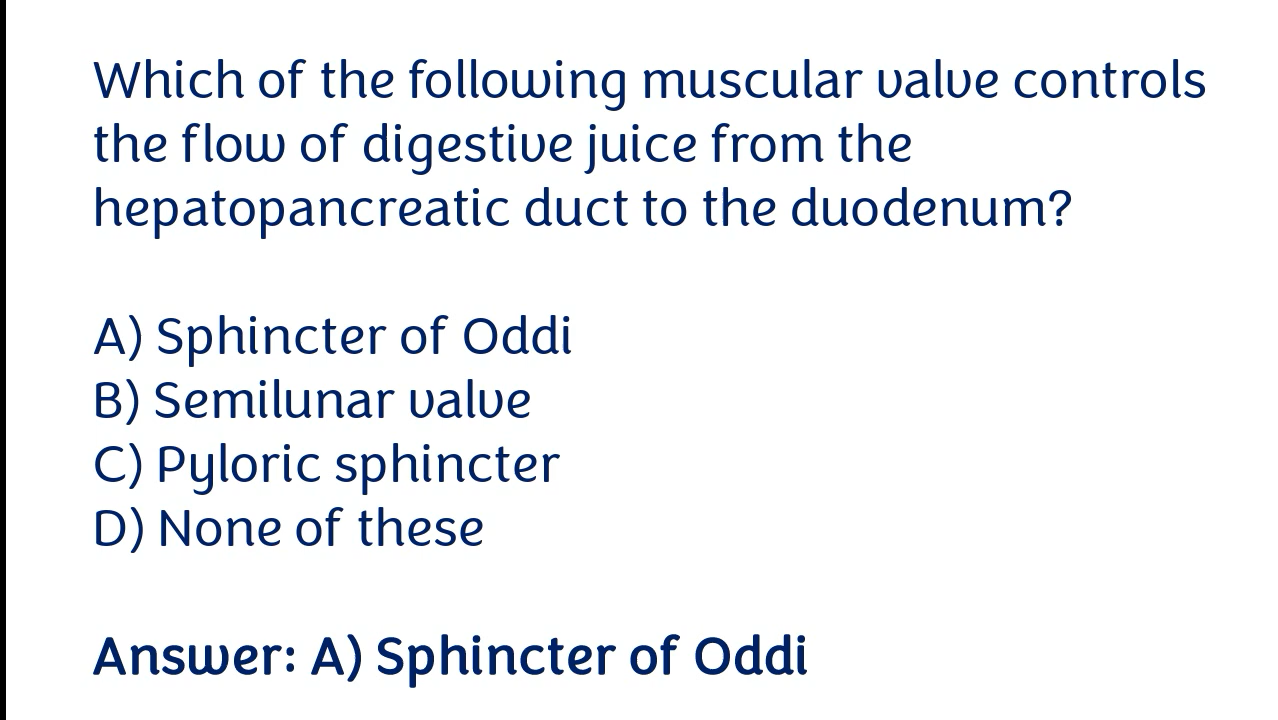 Which of the following muscular valve controls
the flow of digestive juice from the
hepatopancreatic duct to the duodenum?
A) Sphincter of Oddi
B) Semilunar valve
C) Pyloric sphincter
D) None of these
Answer: A) Sphincter of Oddi